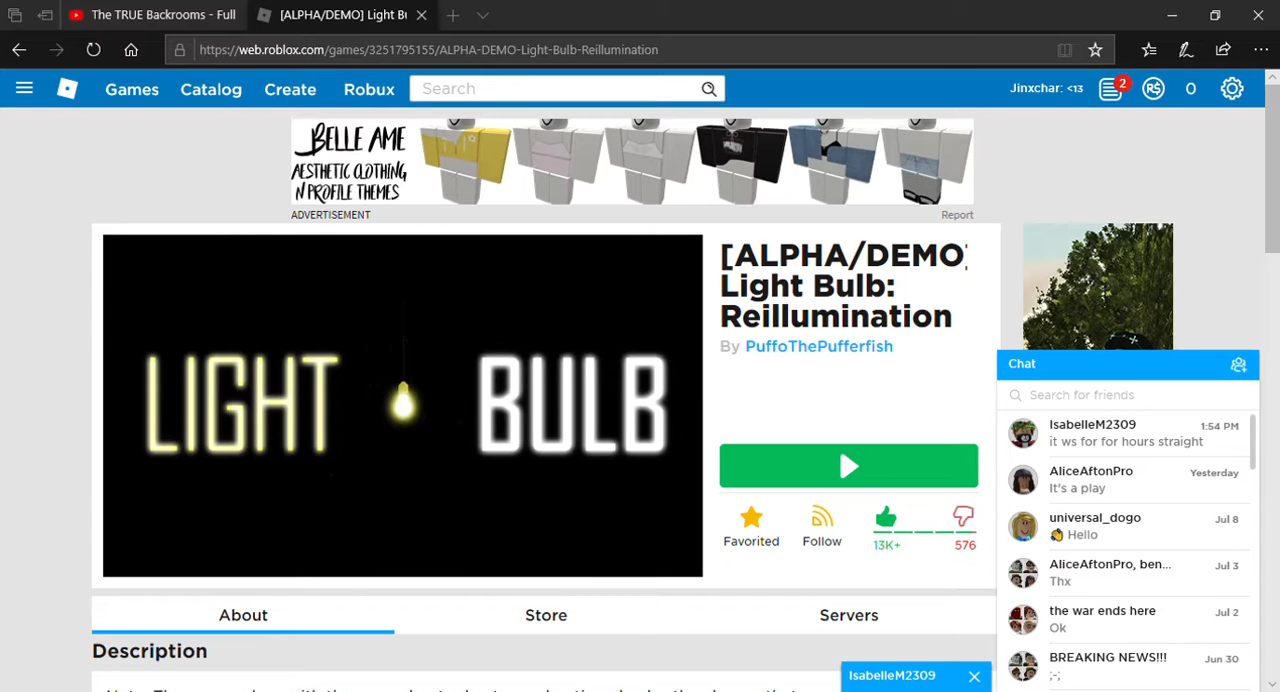 The TRUE Backrooms - Full
[ALPHA/DEMO] Light Bu
https://web.roblox.com/games/3251795155/ALPHA-DEMO-Light-Bulb-Reillumination
Games
Catalog
Create
Robux
Search
Jinxchar: <13
2
R$
0
BELLE AME
AESTHETIC CLOTHING
N PROFILE THEMES
ADVERTISEMENT
Report
LIGHT BULB
[ALPHA/DEMO]
Light Bulb:
Reillumination
By PuffoThePufferfish
Favorited
Follow
13K+
576
About
Store
Servers
Description
Chat
Search for friends
IsabelleM2309
1:54 PM
it ws for for hours straight
AliceAftonPro
Yesterday
It's a play
universal_dogo
Jul 8
👏 Hello
AliceAftonPro, ben...
Jul 3
Thx
the war ends here
Jul 2
Ok
BREAKING NEWS!!!
Jun 30
;-;
IsabelleM2309